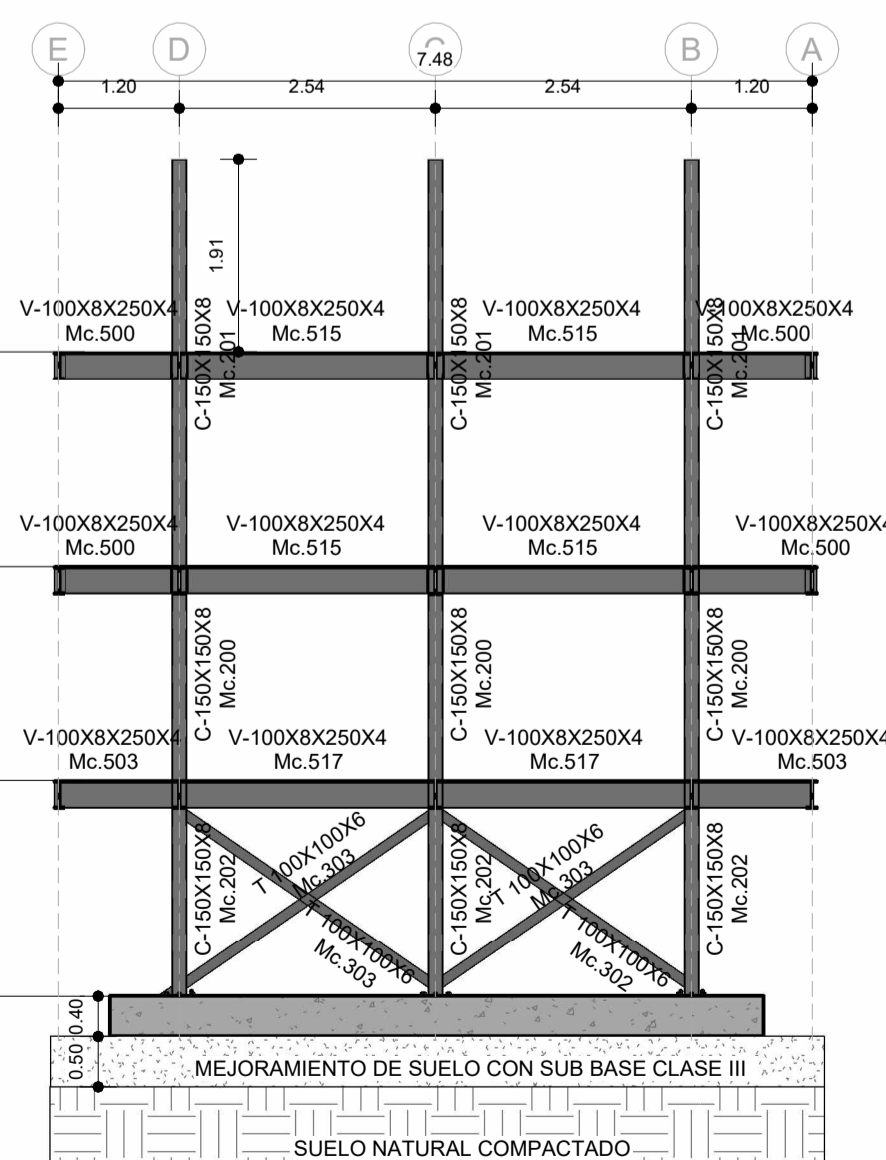 E
D
C
B
A
7.48
1.20
2.54
2.54
1.20
1.91
V-100X8X250X4
Mc.500
V-100X8X250X4
Mc.515
V-100X8X250X4
Mc.515
V-100X8X250X4
Mc.500
C-150X150X8
Mc.201
C-150X150X8
Mc.201
C-150X150X8
Mc.201
V-100X8X250X4
Mc.500
V-100X8X250X4
Mc.515
V-100X8X250X4
Mc.515
V-100X8X250X4
Mc.500
C-150X150X8
Mc.200
C-150X150X8
Mc.200
C-150X150X8
Mc.200
V-100X8X250X4
Mc.503
V-100X8X250X4
Mc.517
V-100X8X250X4
Mc.517
V-100X8X250X4
Mc.503
C-150X150X8
Mc.202
T 100X100X6
Mc.303
T 100X100X6
Mc.303
C-150X150X8
Mc.202
T 100X100X6
Mc.303
T 100X100X6
Mc.302
C-150X150X8
Mc.202
0.40
0.50
MEJORAMIENTO DE SUELO CON SUB BASE CLASE III
SUELO NATURAL COMPACTADO